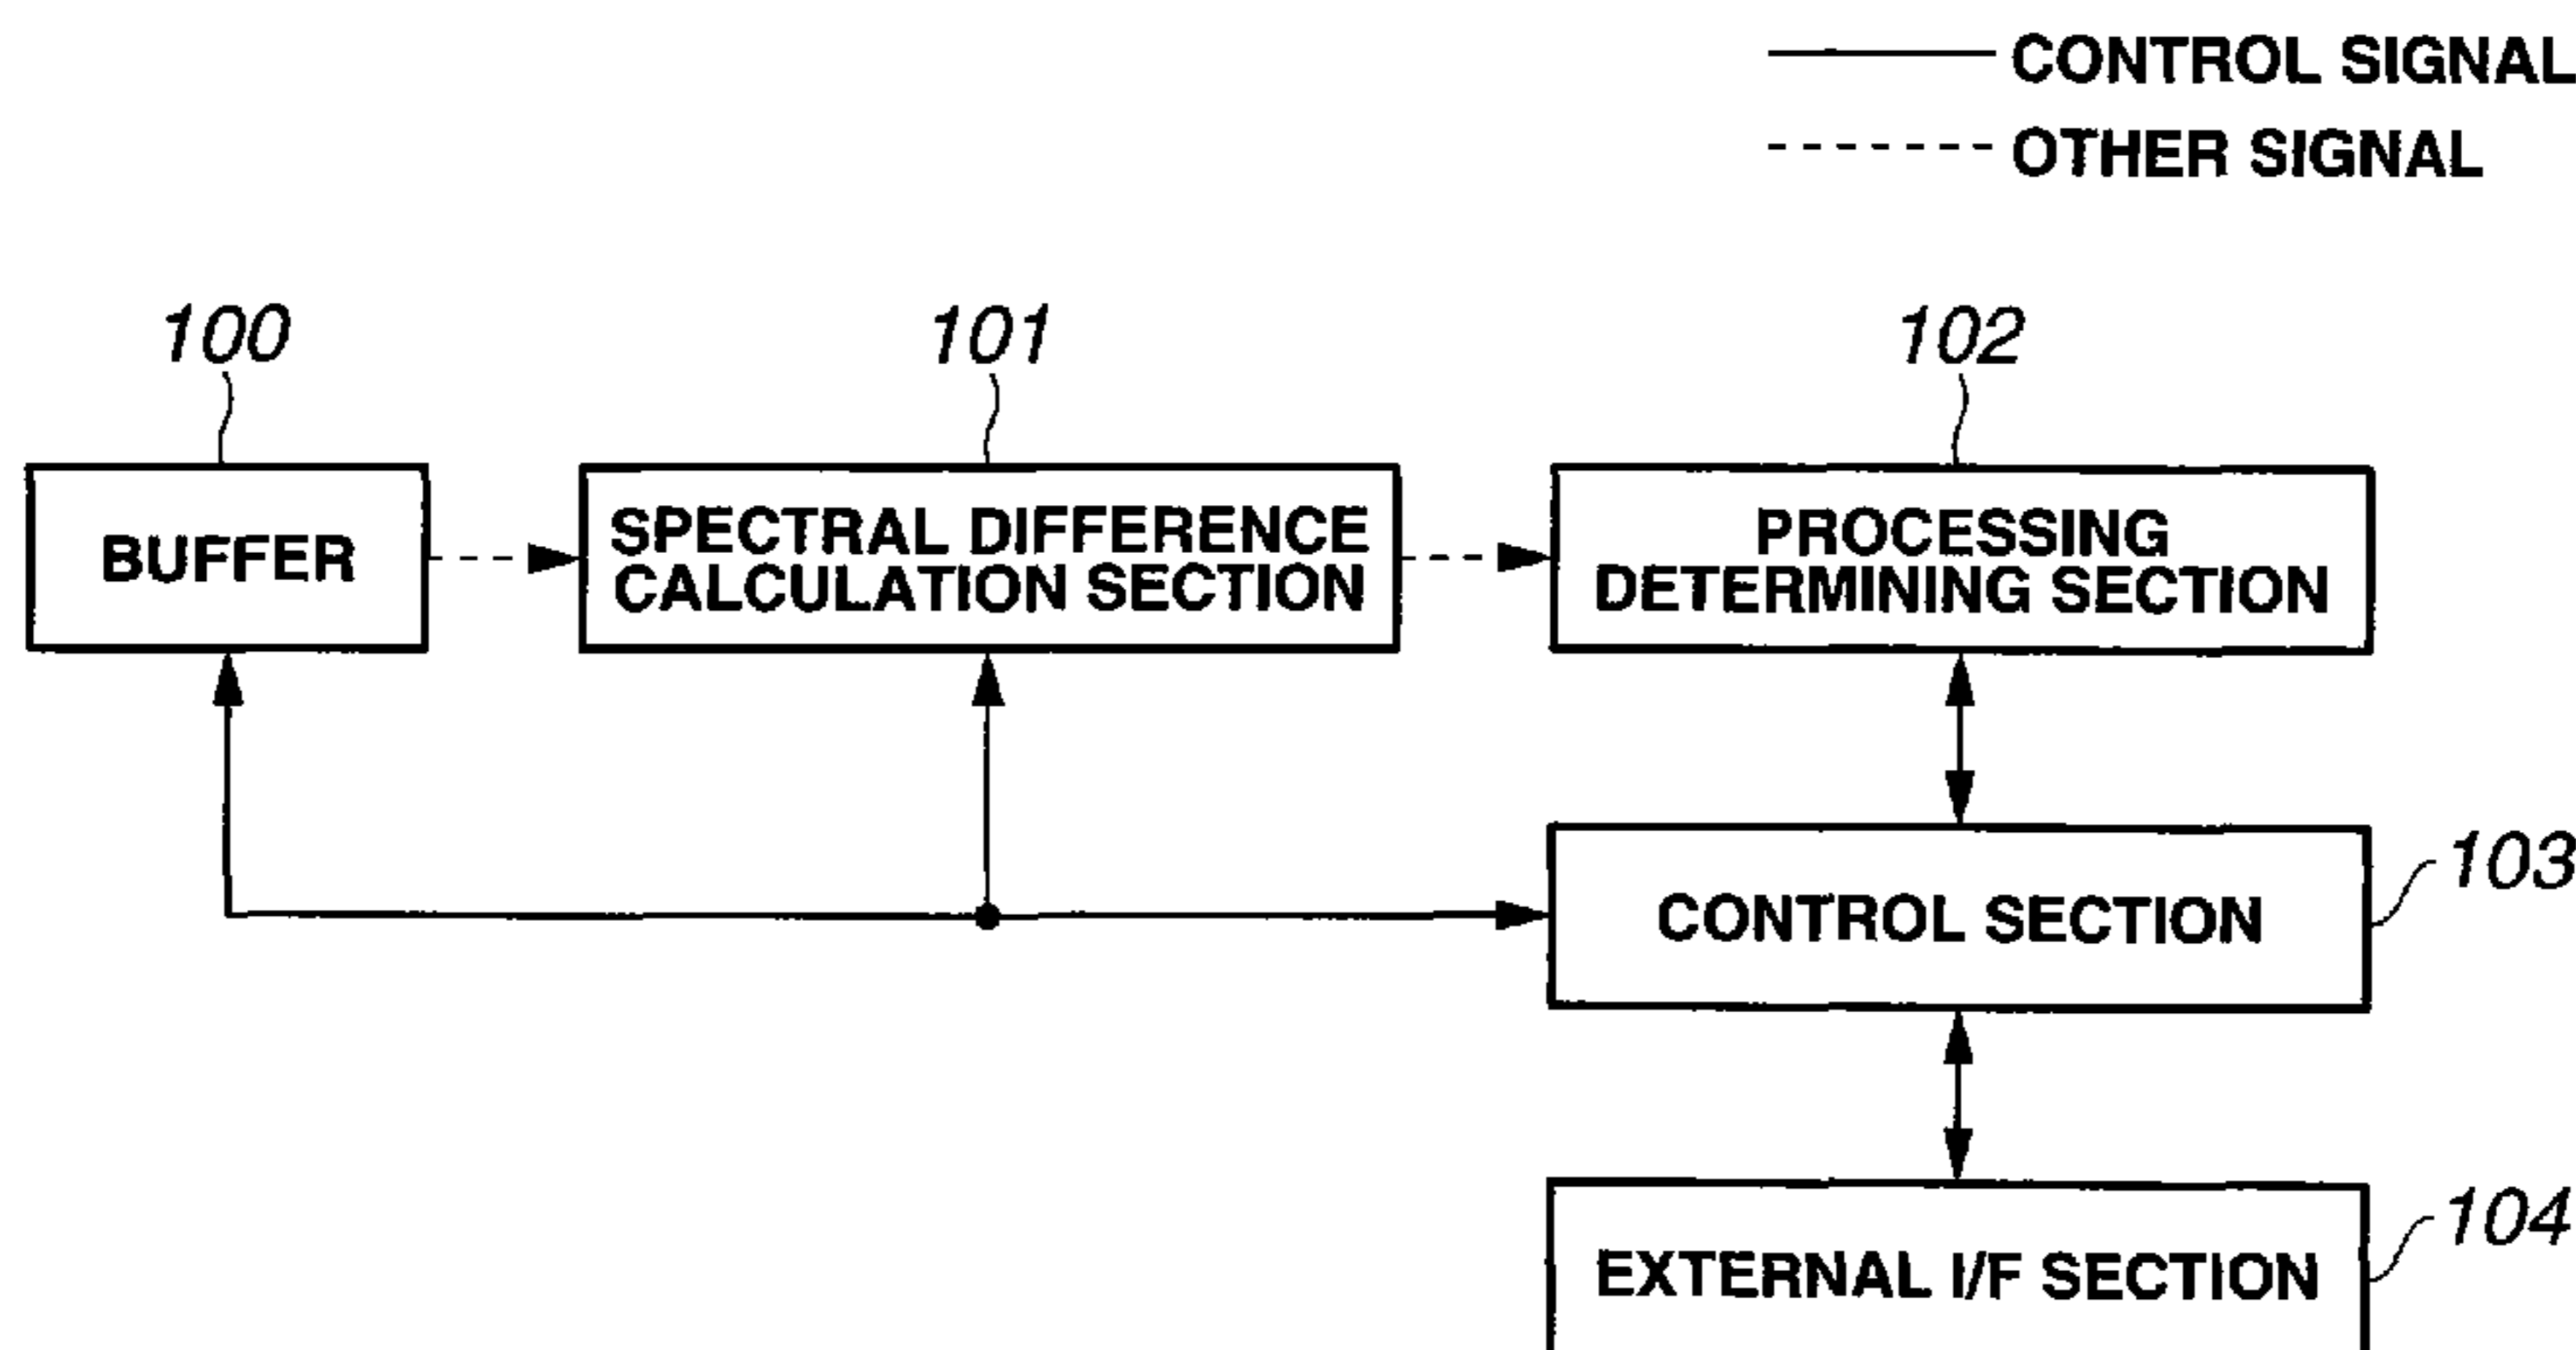 CONTROL SIGNAL
OTHER SIGNAL
100
101
102
BUFFER
SPECTRAL DIFFERENCE
CALCULATION SECTION
PROCESSING
DETERMINING SECTION
103
CONTROL SECTION
104
EXTERNAL I/F SECTION